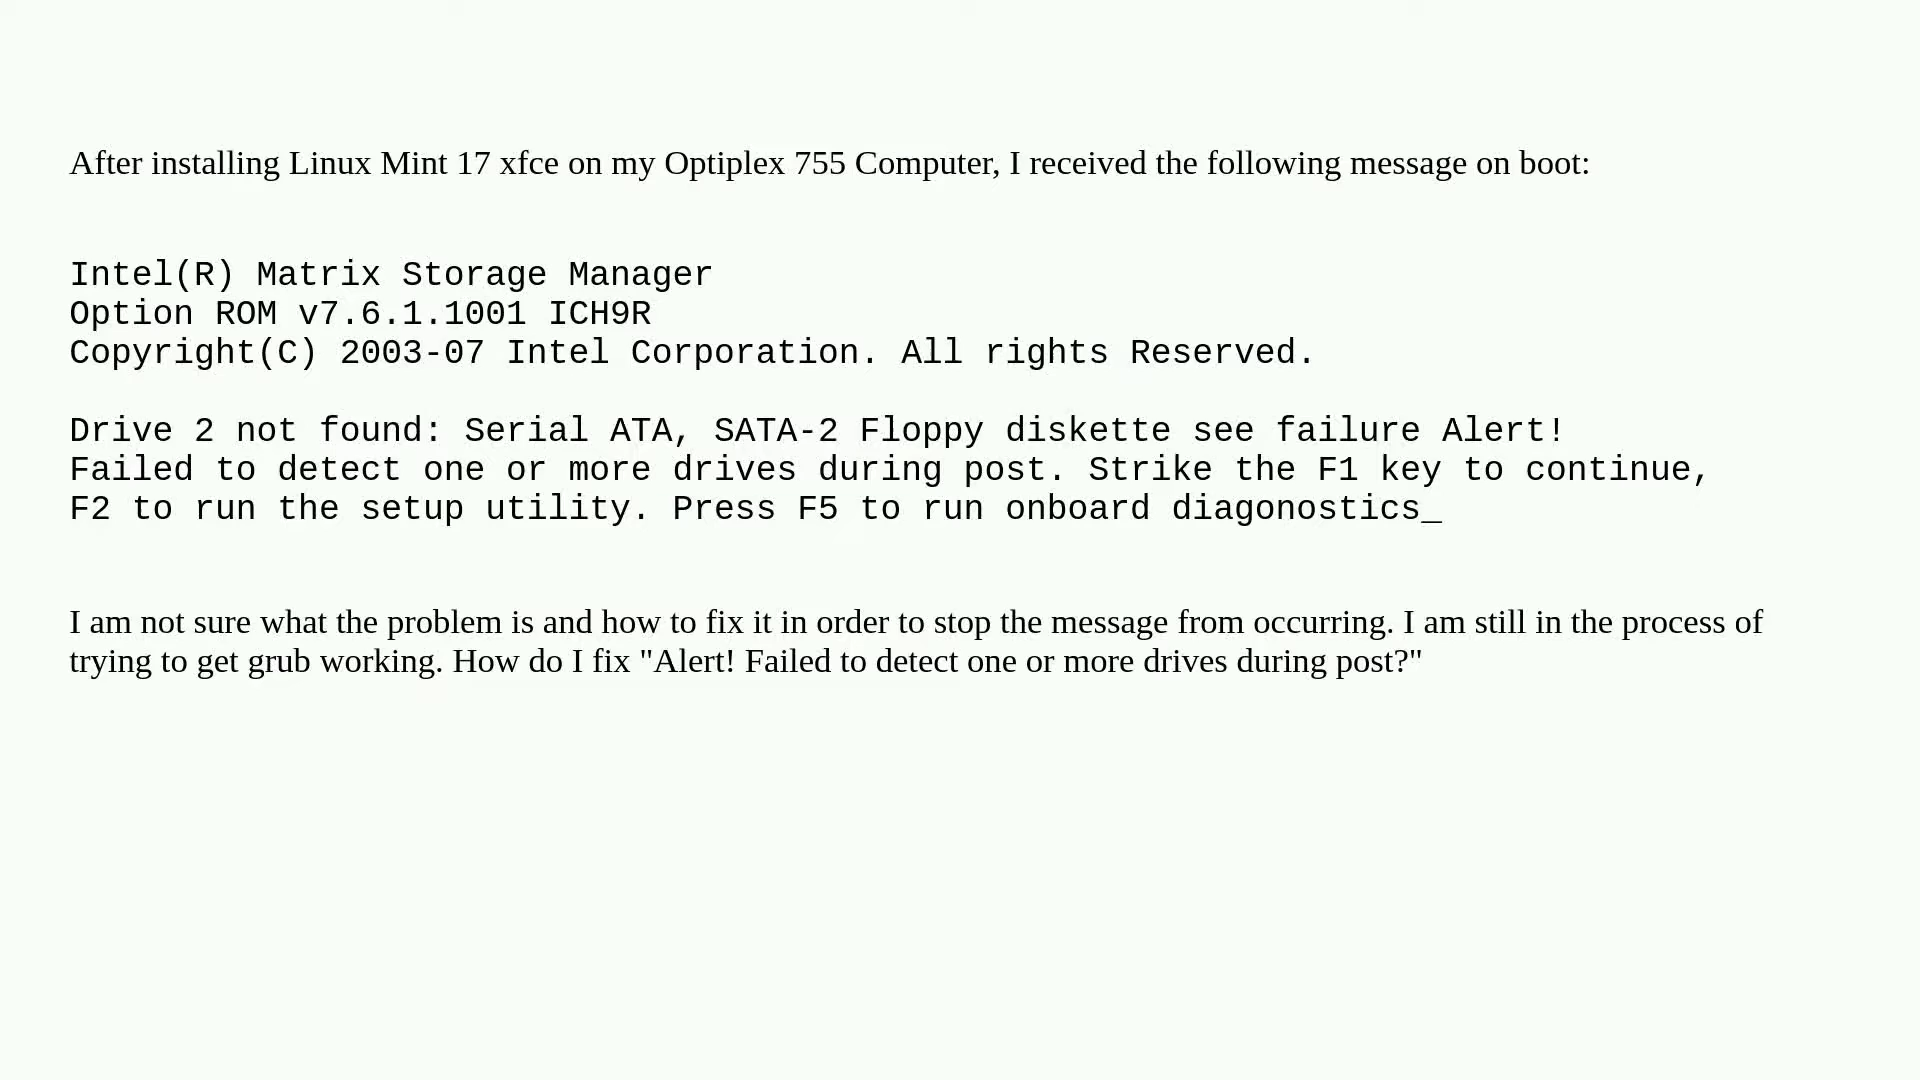 After installing Linux Mint 17 xfce on my Optiplex 755 Computer, I received the following message on boot:
Intel(R) Matrix Storage Manager
Option ROM v7.6.1.1001 ICH9R
Copyright(C) 2003-07 Intel Corporation. All rights Reserved.
Drive 2 not found: Serial ATA, SATA-2 Floppy diskette see failure Alert!
Failed to detect one or more drives during post. Strike the F1 key to continue,
F2 to run the setup utility. Press F5 to run onboard diagonostics_
I am not sure what the problem is and how to fix it in order to stop the message from occurring. I am still in the process of
trying to get grub working. How do I fix "Alert! Failed to detect one or more drives during post?"